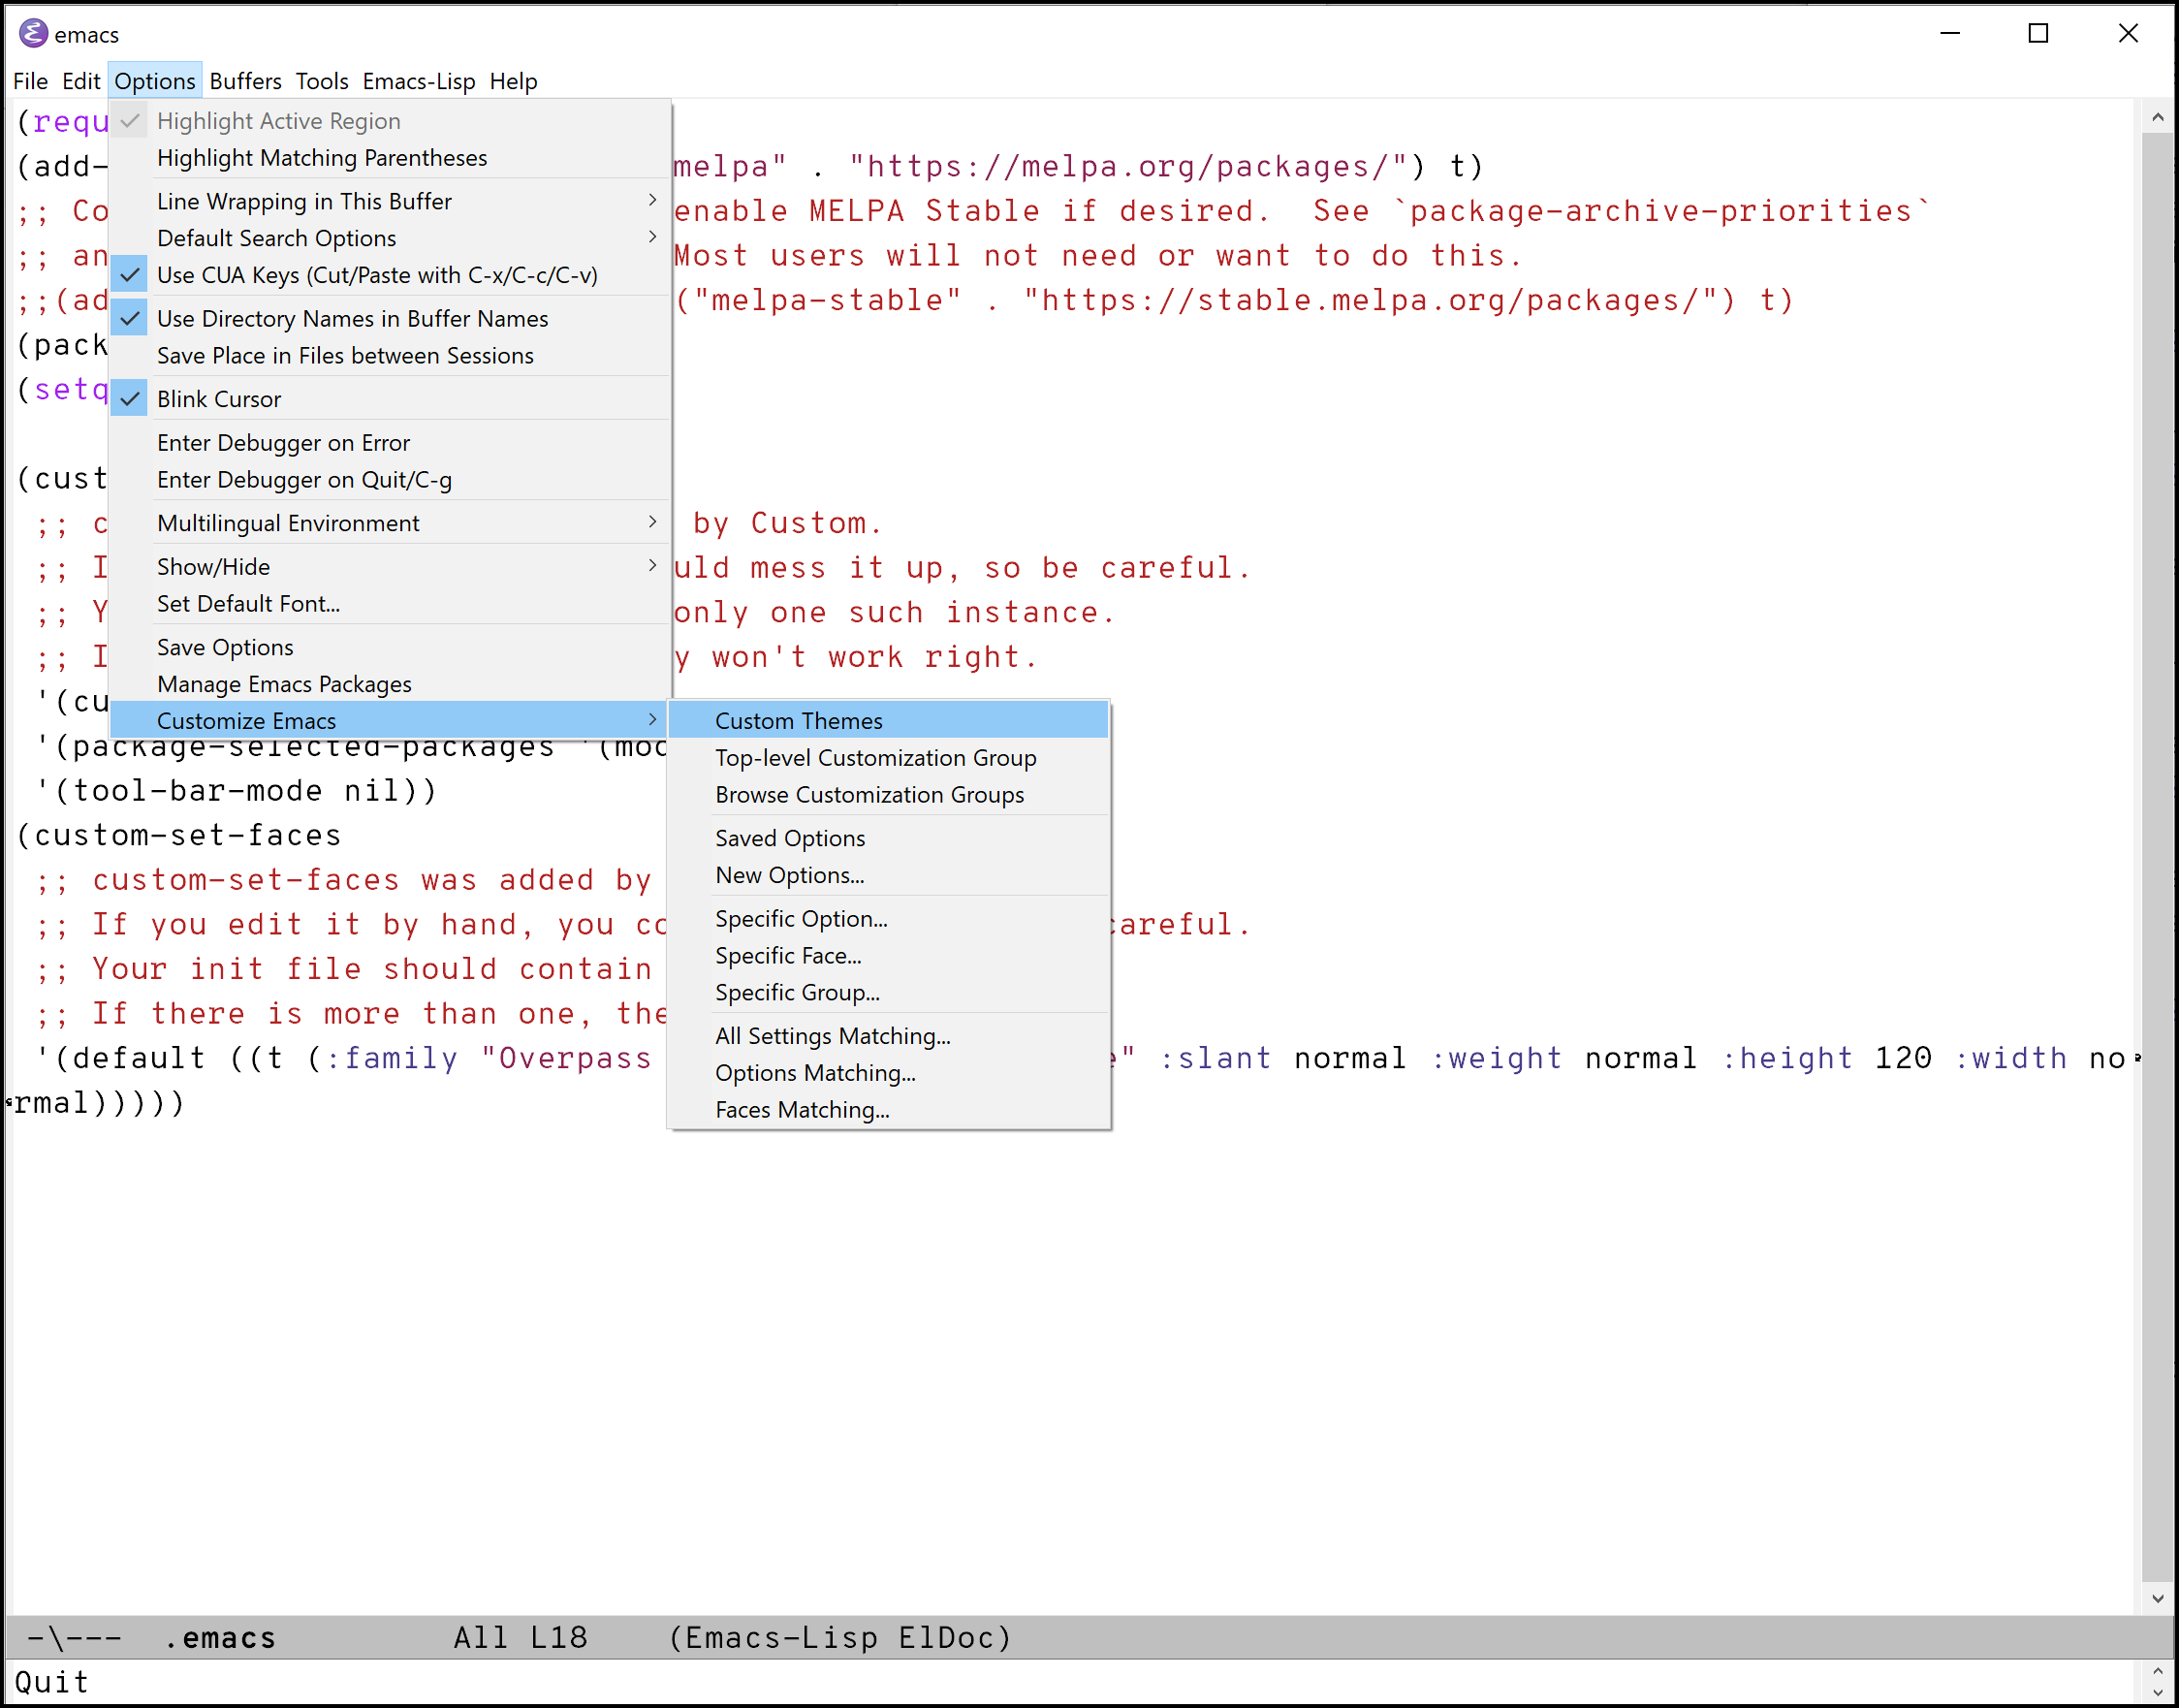 emacs
File Edit Options Buffers Tools Emacs-Lisp Help
Highlight Active Region
Highlight Matching Parentheses
Line Wrapping in This Buffer
Default Search Options
Use CUA Keys (Cut/Paste with C-x/C-c/C-v)
Use Directory Names in Buffer Names
Save Place in Files between Sessions
Blink Cursor
Enter Debugger on Error
Enter Debugger on Quit/C-g
Multilingual Environment
Show/Hide
Set Default Font...
Save Options
Manage Emacs Packages
Customize Emacs
Custom Themes
Top-level Customization Group
Browse Customization Groups
Saved Options
New Options...
Specific Option...
Specific Face...
Specific Group...
All Settings Matching...
Options Matching...
Faces Matching...
(requ
(add- melpa" . "https://melpa.org/packages/") t)
;; Co enable MELPA Stable if desired.  See `package-archive-priorities`
;; an Most users will not need or want to do this.
;;(ad ("melpa-stable" . "https://stable.melpa.org/packages/") t)
(pack
(setq
(cust
;; c by Custom.
;; I uld mess it up, so be careful.
;; Y only one such instance.
;; I y won't work right.
'(cu
'(package-selected-packages '(mod
'(tool-bar-mode nil))
(custom-set-faces
;; custom-set-faces was added by
;; If you edit it by hand, you co careful.
;; Your init file should contain
;; If there is more than one, the
'(default ((t (:family "Overpass e" :slant normal :weight normal :height 120 :width no
rmal)))))
-\--- .emacs All L18 (Emacs-Lisp ElDoc)
Quit